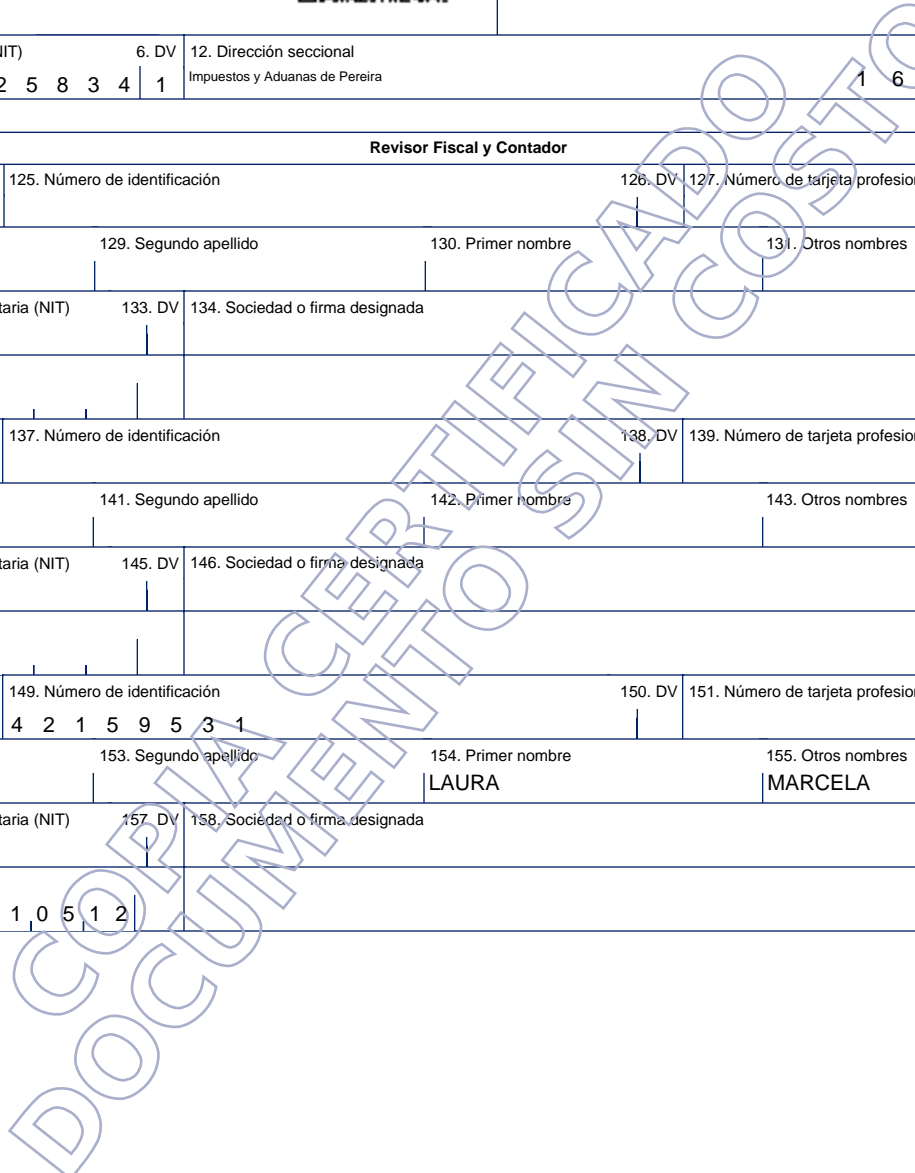 NIT) 6. DV 12. Dirección seccional
2 5 8 3 4 1 Impuestos y Aduanas de Pereira 1 6
Revisor Fiscal y Contador
125. Número de identificación 126. DV 127. Número de tarjeta profesion
129. Segundo apellido 130. Primer nombre 131. Otros nombres
taria (NIT) 133. DV 134. Sociedad o firma designada
137. Número de identificación 138. DV 139. Número de tarjeta profesion
141. Segundo apellido 142. Primer nombre 143. Otros nombres
taria (NIT) 145. DV 146. Sociedad o firma designada
149. Número de identificación 150. DV 151. Número de tarjeta profesion
4 2 1 5 9 5 3 1
153. Segundo apellido 154. Primer nombre 155. Otros nombres
LAURA MARCELA
taria (NIT) 157. DV 158. Sociedad o firma designada
1 0 5 1 2
COPIA CERTIFICADO
DOCUMENTO SIN COSTO